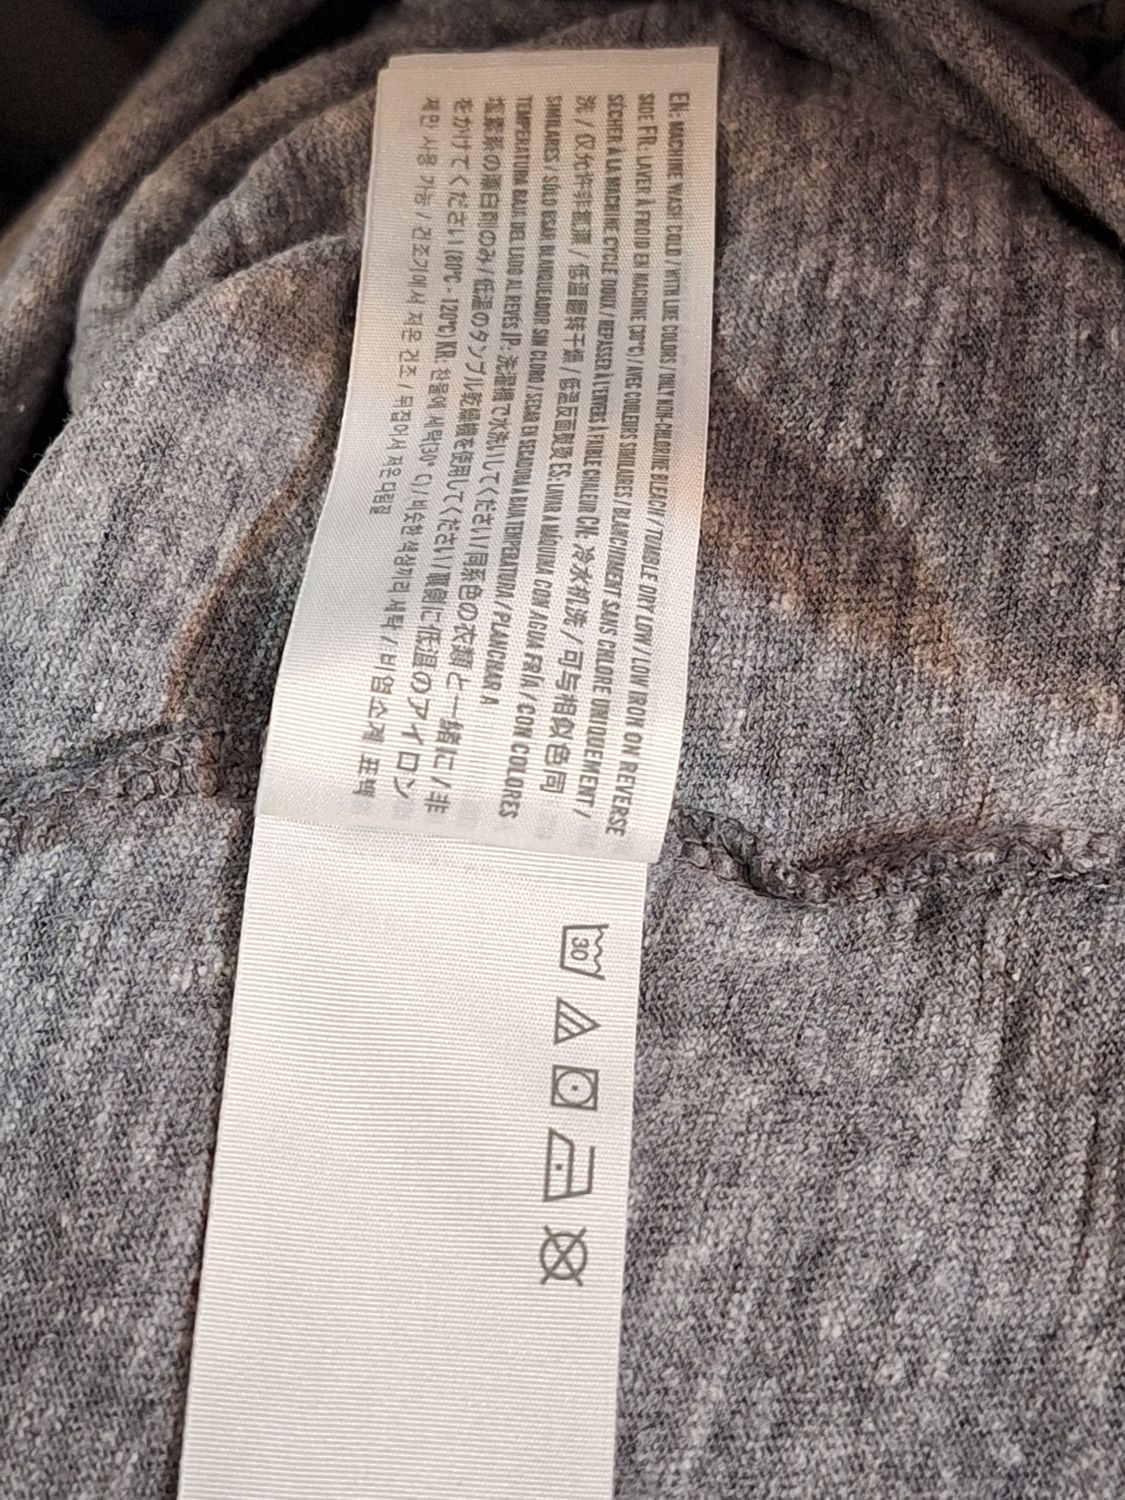 EN: MACHINE WASH COLD / WITH LIKE COLORS / ONLY NON-CHLORINE BLEACH / TUMBLE DRY LOW / LOW IRON ON REVERSE
SIDE FR: LAVER À FROID EN MACHINE (30°C) / AVEC COULEURS SIMILAIRES / BLANCHIMENT SANS CHLORE UNIQUEMENT /
SÉCHER À LA MACHINE CYCLE DOUX / REPASSER À L'ENVERS À FAIBLE CHALEUR CH: 冷水机洗 / 可与相似色同
洗 / 仅允许非氯漂 / 低温翻转干燥 / 低温反面熨烫 ES: LAVAR A MÁQUINA CON AGUA FRÍA / CON COLORES
SIMILARES / SÓLO USAR BLANQUEADOR SIN CLORO / SECAR EN SECADORA A BAJA TEMPERATURA / PLANCHAR A
TEMPERATURA BAJA DEL LADO AL REVÉS JP: 洗濯機で水洗いしてください / 同系色の衣類と一緒に / 非
塩素系の漂白剤のみ / 低温のタンブル乾燥機を使用してください / 裏側に低温のアイロン
をかけてください (80°C - 120°C) KR: 찬물에 세탁(30° C) / 비슷한 색상끼리 세탁 / 비염소계 표백
제만 사용 가능 / 건조기에서 저온 건조 / 뒤집어서 저온 다림질
30